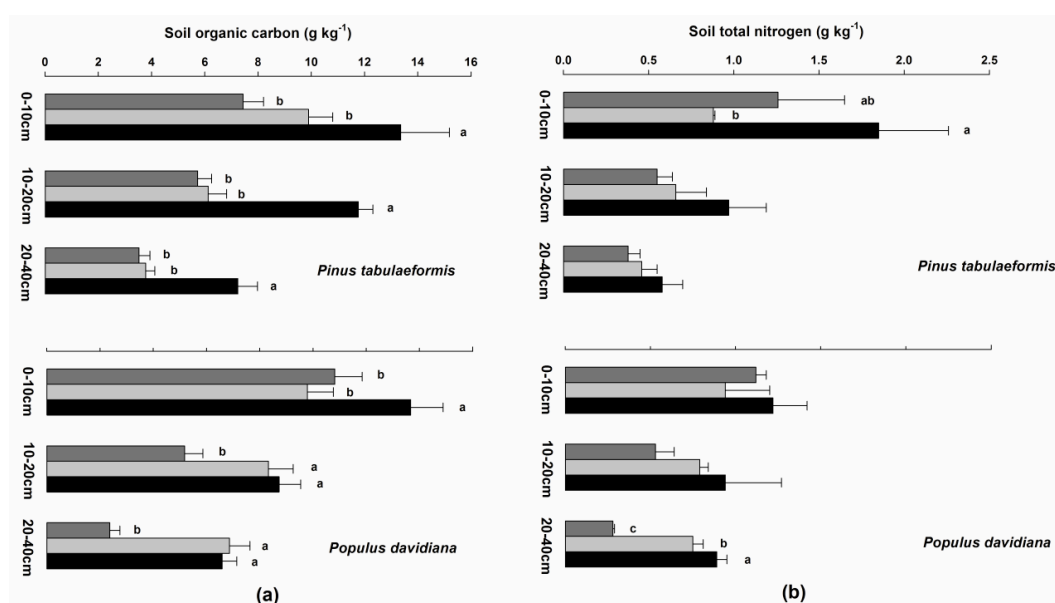 Soil organic carbon (g kg-1)
0 2 4 6 8 10 12 14 16
0-10cm
b
b
a
10-20cm
b
b
a
20-40cm
b
b
a
Pinus tabulaeformis
0-10cm
b
b
a
10-20cm
b
a
a
20-40cm
b
a
a
Populus davidiana
(a)
Soil total nitrogen (g kg-1)
0.0 0.5 1.0 1.5 2.0 2.5
0-10cm
ab
b
a
10-20cm
20-40cm
Pinus tabulaeformis
0-10cm
10-20cm
20-40cm
c
b
a
Populus davidiana
(b)